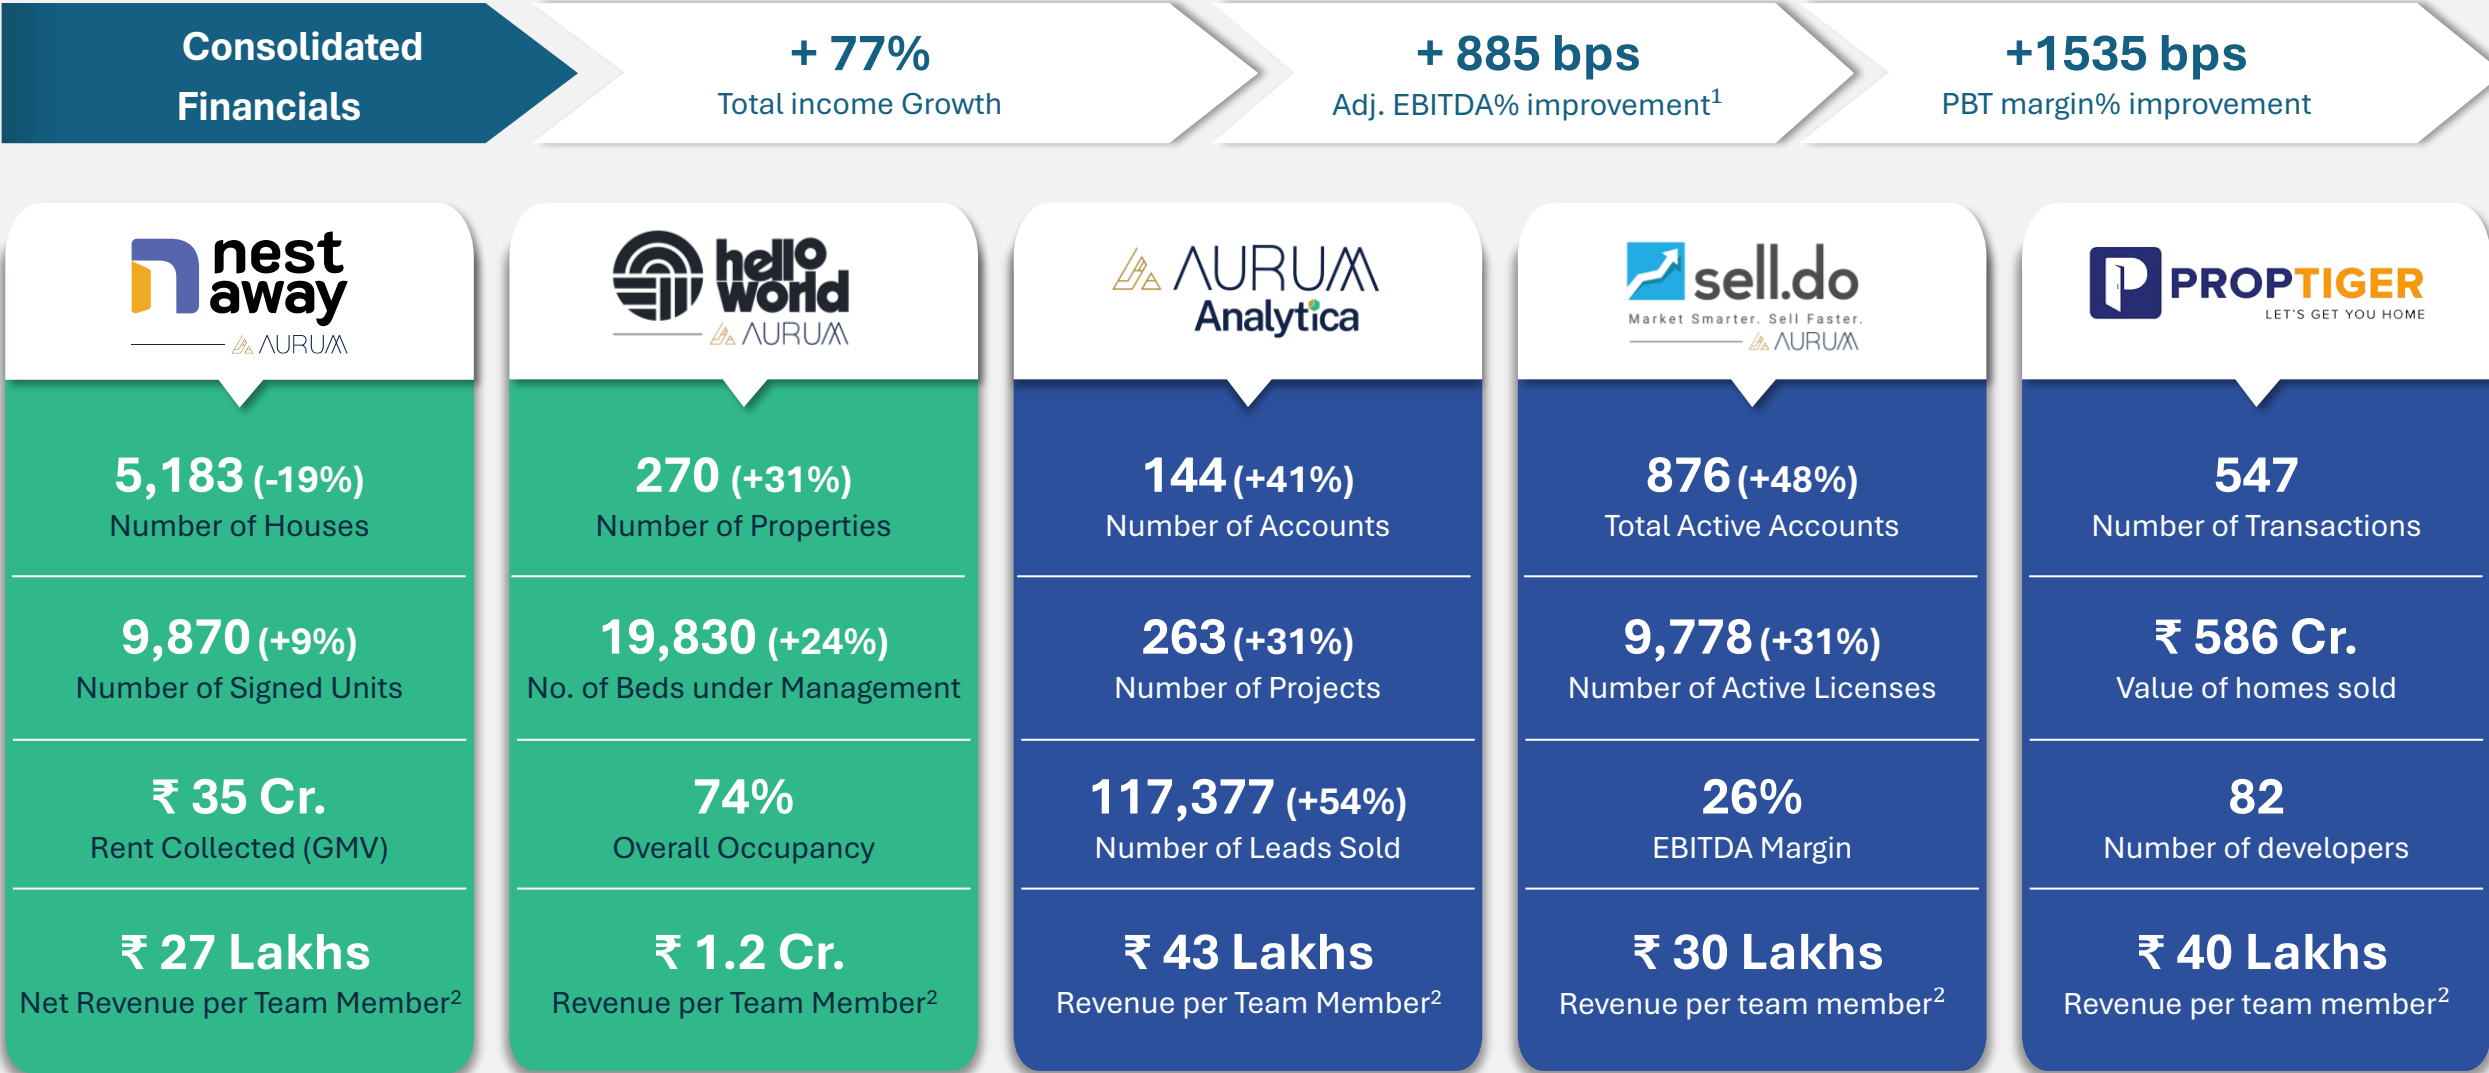 Consolidated
Financials
+ 77%
Total income Growth
+ 885 bps
Adj. EBITDA% improvement¹
+1535 bps
PBT margin% improvement
nest
away
AURUM
5,183 (-19%)
Number of Houses
9,870 (+9%)
Number of Signed Units
₹ 35 Cr.
Rent Collected (GMV)
₹ 27 Lakhs
Net Revenue per Team Member²
hello
world
AURUM
270 (+31%)
Number of Properties
19,830 (+24%)
No. of Beds under Management
74%
Overall Occupancy
₹ 1.2 Cr.
Revenue per Team Member²
AURUM
Analytica
144 (+41%)
Number of Accounts
263 (+31%)
Number of Projects
117,377 (+54%)
Number of Leads Sold
₹ 43 Lakhs
Revenue per Team Member²
sell.do
Market Smarter. Sell Faster.
AURUM
876 (+48%)
Total Active Accounts
9,778 (+31%)
Number of Active Licenses
26%
EBITDA Margin
₹ 30 Lakhs
Revenue per team member²
PROPTIGER
LET'S GET YOU HOME
547
Number of Transactions
₹ 586 Cr.
Value of homes sold
82
Number of developers
₹ 40 Lakhs
Revenue per team member²